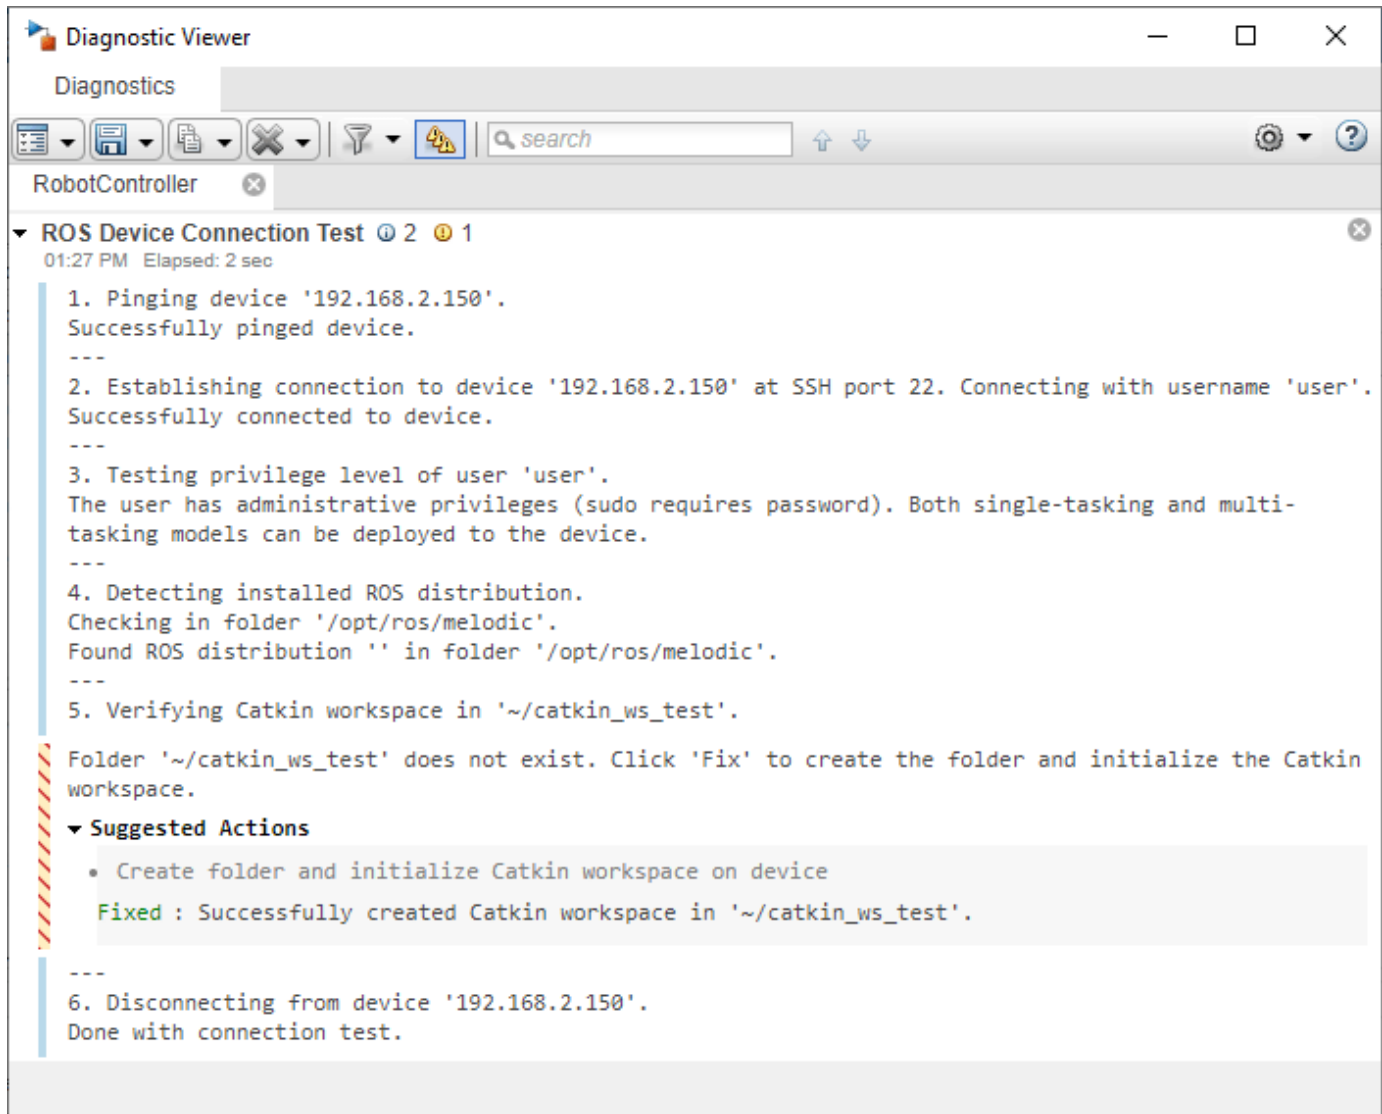 Diagnostic Viewer
Diagnostics
search
RobotController
ROS Device Connection Test 2 1
01:27 PM Elapsed: 2 sec
1. Pinging device '192.168.2.150'.
Successfully pinged device.
---
2. Establishing connection to device '192.168.2.150' at SSH port 22. Connecting with username 'user'.
Successfully connected to device.
---
3. Testing privilege level of user 'user'.
The user has administrative privileges (sudo requires password). Both single-tasking and multi-
tasking models can be deployed to the device.
---
4. Detecting installed ROS distribution.
Checking in folder '/opt/ros/melodic'.
Found ROS distribution '' in folder '/opt/ros/melodic'.
---
5. Verifying Catkin workspace in '~/catkin_ws_test'.
Folder '~/catkin_ws_test' does not exist. Click 'Fix' to create the folder and initialize the Catkin
workspace.
Suggested Actions
• Create folder and initialize Catkin workspace on device
Fixed : Successfully created Catkin workspace in '~/catkin_ws_test'.
---
6. Disconnecting from device '192.168.2.150'.
Done with connection test.